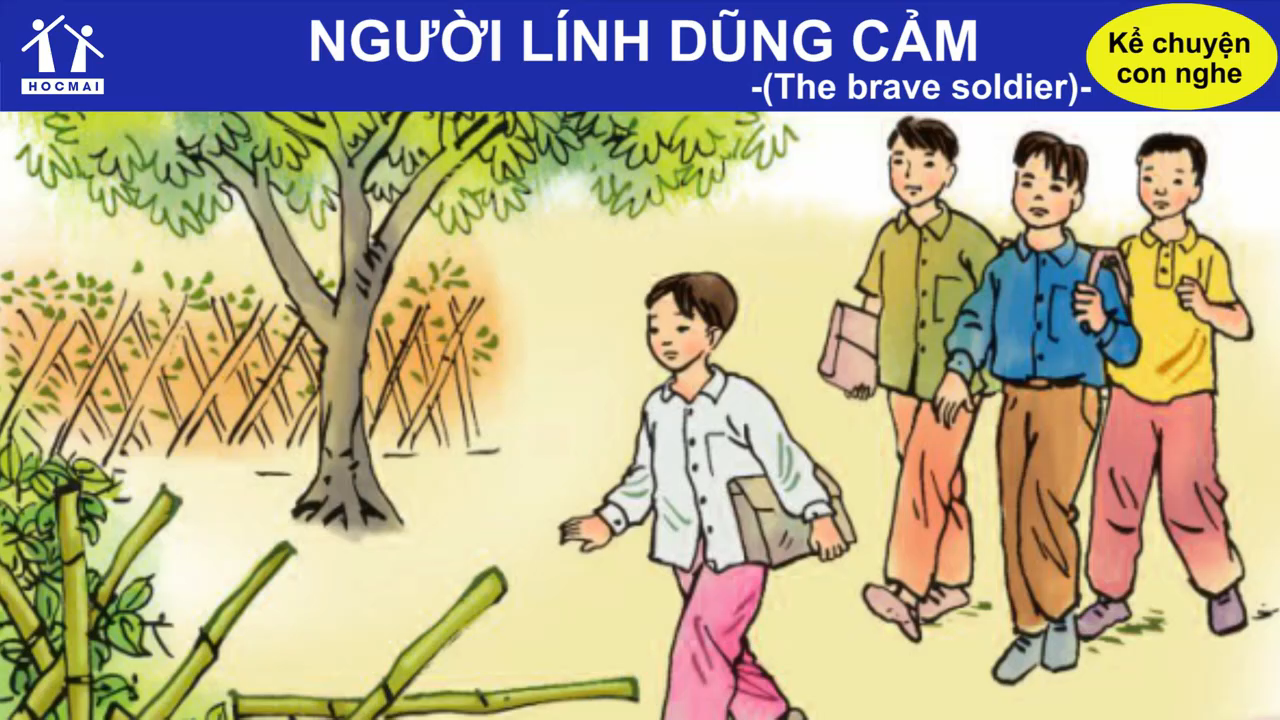 HOCMAI
NGƯỜI LÍNH DŨNG CẢM
-(The brave soldier)-
Kể chuyện
con nghe